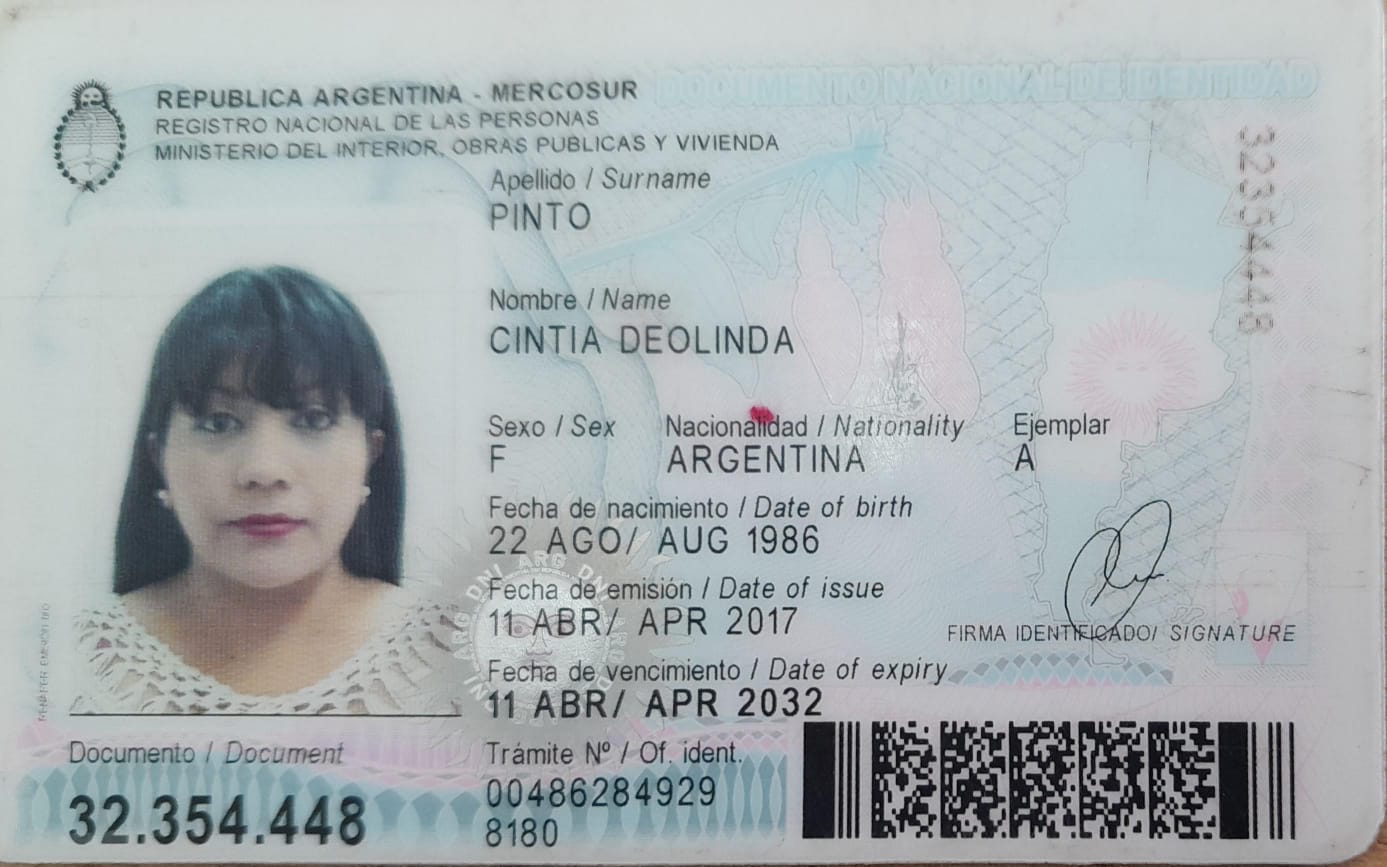 REPUBLICA ARGENTINA - MERCOSUR
DOCUMENTO NACIONAL DE IDENTIDAD
REGISTRO NACIONAL DE LAS PERSONAS
MINISTERIO DEL INTERIOR, OBRAS PUBLICAS Y VIVIENDA
Apellido / Surname
PINTO
Nombre / Name
CINTIA DEOLINDA
Sexo / Sex Nacionalidad / Nationality Ejemplar
F ARGENTINA A
Fecha de nacimiento / Date of birth
22 AGO/ AUG 1986
Fecha de emisión / Date of issue
11 ABR/ APR 2017
FIRMA IDENTIFICADO/ SIGNATURE
Fecha de vencimiento / Date of expiry
11 ABR/ APR 2032
Documento / Document
32.354.448
Trámite Nº / Of. ident.
00486284929
8180
32354448